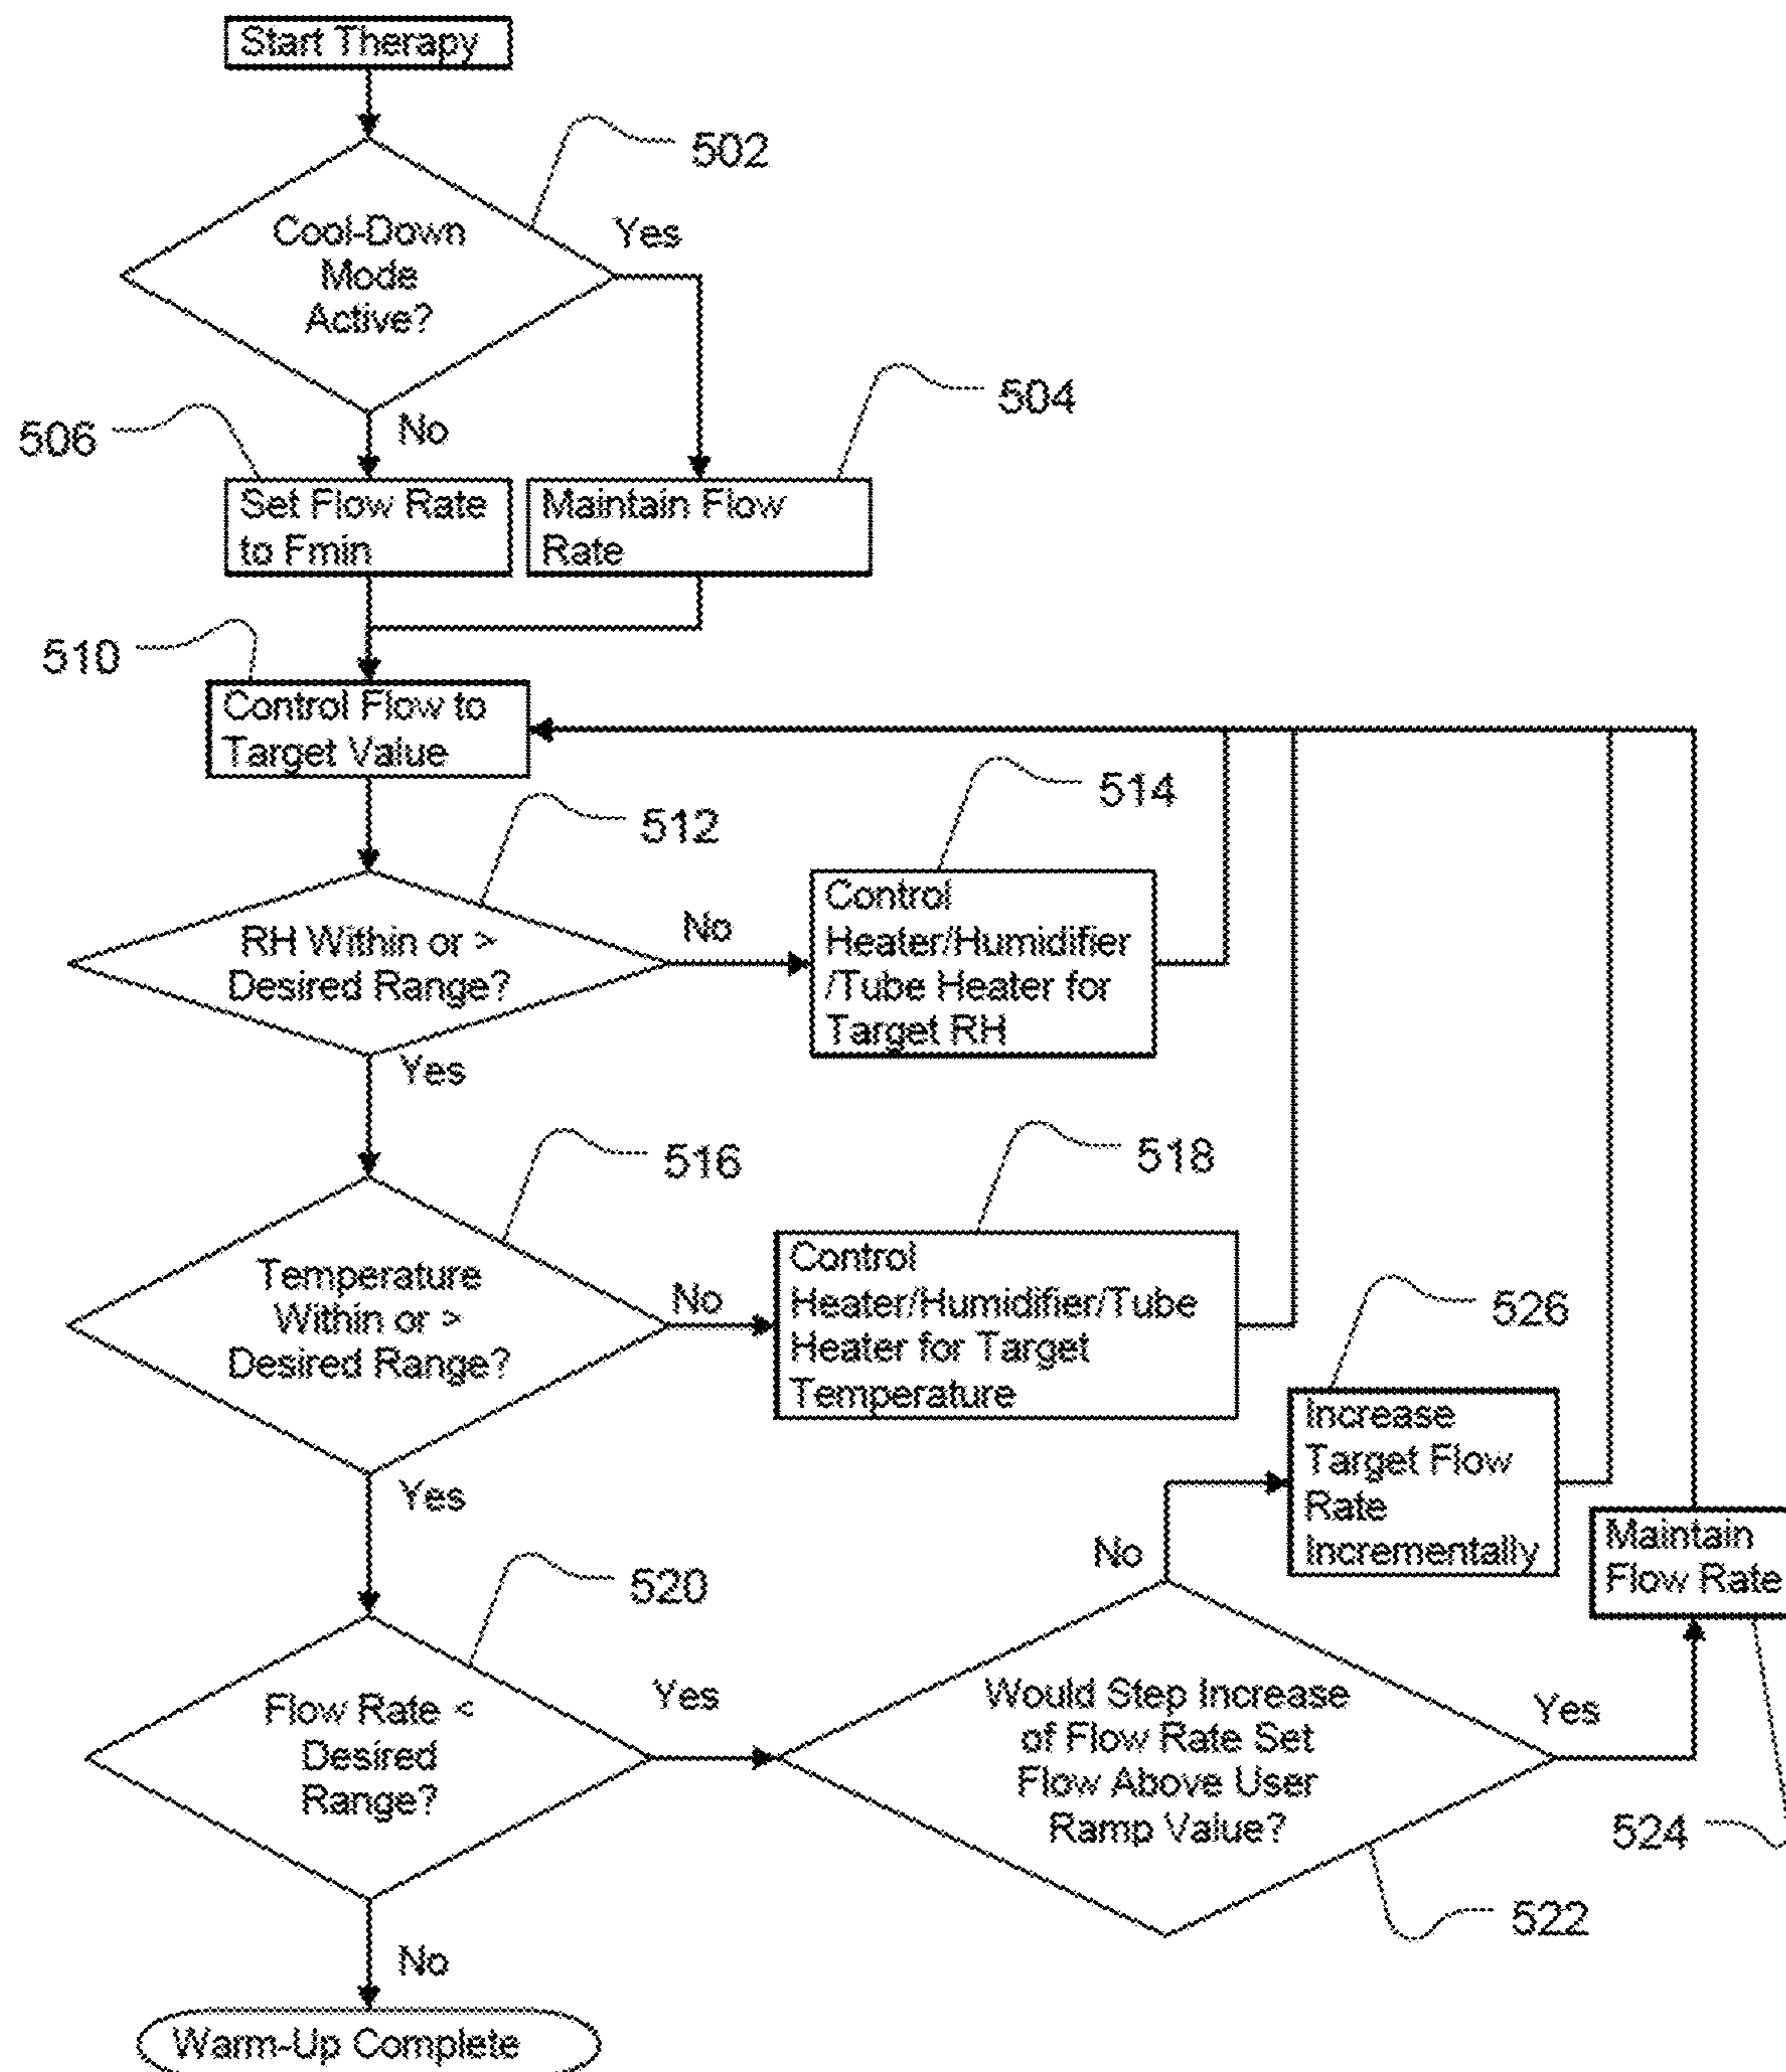 Start Therapy
502
Cool-Down
Mode
Active?
Yes
No
504
506
Set Flow Rate
to Fmin
Maintain Flow
Rate
510
Control Flow to
Target Value
512
514
RH Within or >
Desired Range?
No
Control
Heater/Humidifier
/Tube Heater for
Target RH
Yes
516
518
Temperature
Within or >
Desired Range?
No
Control
Heater/Humidifier/Tube
Heater for Target
Temperature
526
Increase
Target Flow
Rate
Incrementally
Yes
No
Maintain
Flow Rate
520
Flow Rate <
Desired
Range?
Yes
Would Step Increase
of Flow Rate Set
Flow Above User
Ramp Value?
Yes
524
522
No
Warm-Up Complete